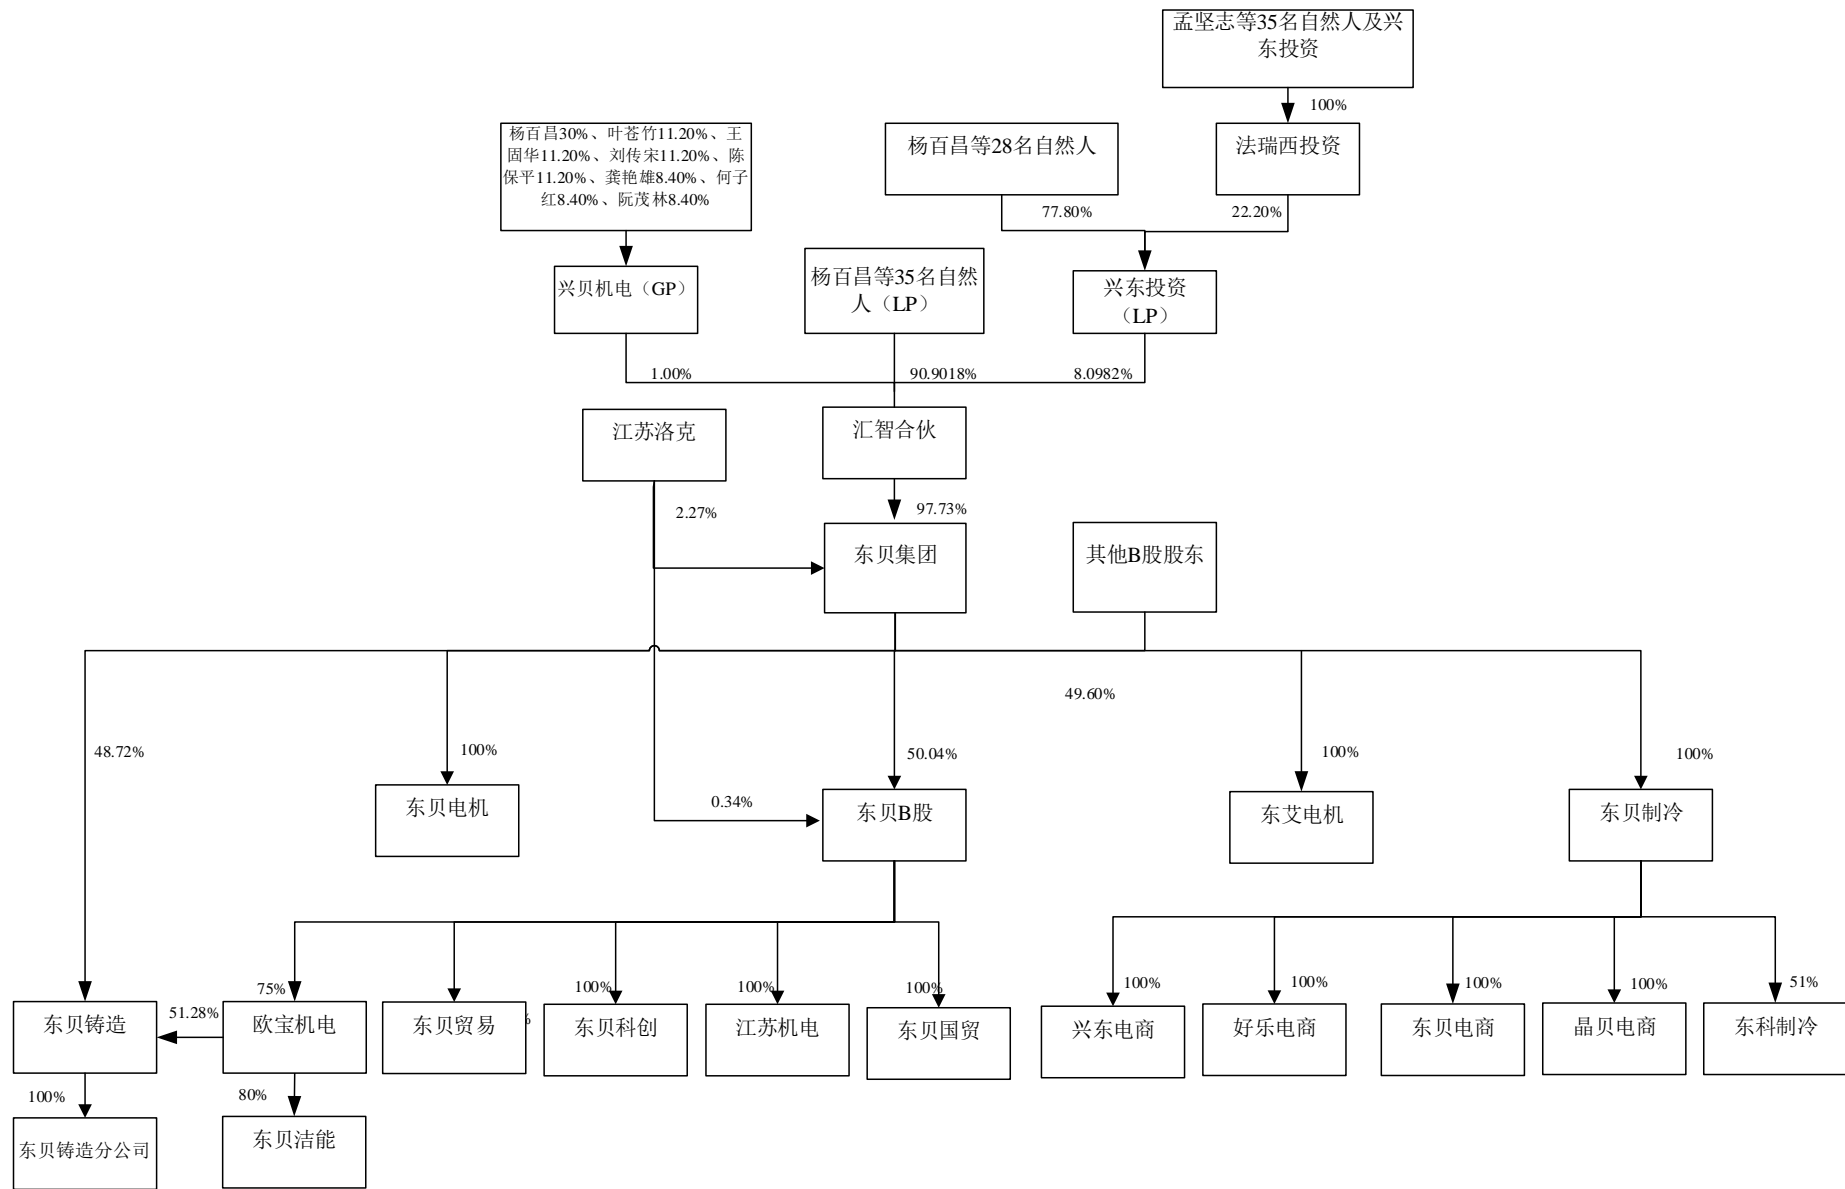 孟坚志等35名自然人及兴
东投资
100%
杨百昌30%、叶苍竹11.20%、王
固华11.20%、刘传宋11.20%、陈
保平11.20%、龚艳雄8.40%、何子
红8.40%、阮茂林8.40%
杨百昌等28名自然人
法瑞西投资
77.80%
22.20%
兴贝机电（GP）
杨百昌等35名自然
人（LP）
兴东投资
（LP）
1.00%
90.9018%
8.0982%
江苏洛克
汇智合伙
2.27%
97.73%
东贝集团
其他B股股东
49.60%
48.72%
100%
50.04%
100%
100%
东贝电机
0.34%
东贝B股
东艾电机
东贝制冷
75%
100%
100%
100%
100%
100%
100%
100%
51%
51.28%
东贝铸造
欧宝机电
东贝贸易
%
东贝科创
江苏机电
东贝国贸
兴东电商
好乐电商
东贝电商
晶贝电商
东科制冷
100%
80%
东贝铸造分公司
东贝洁能